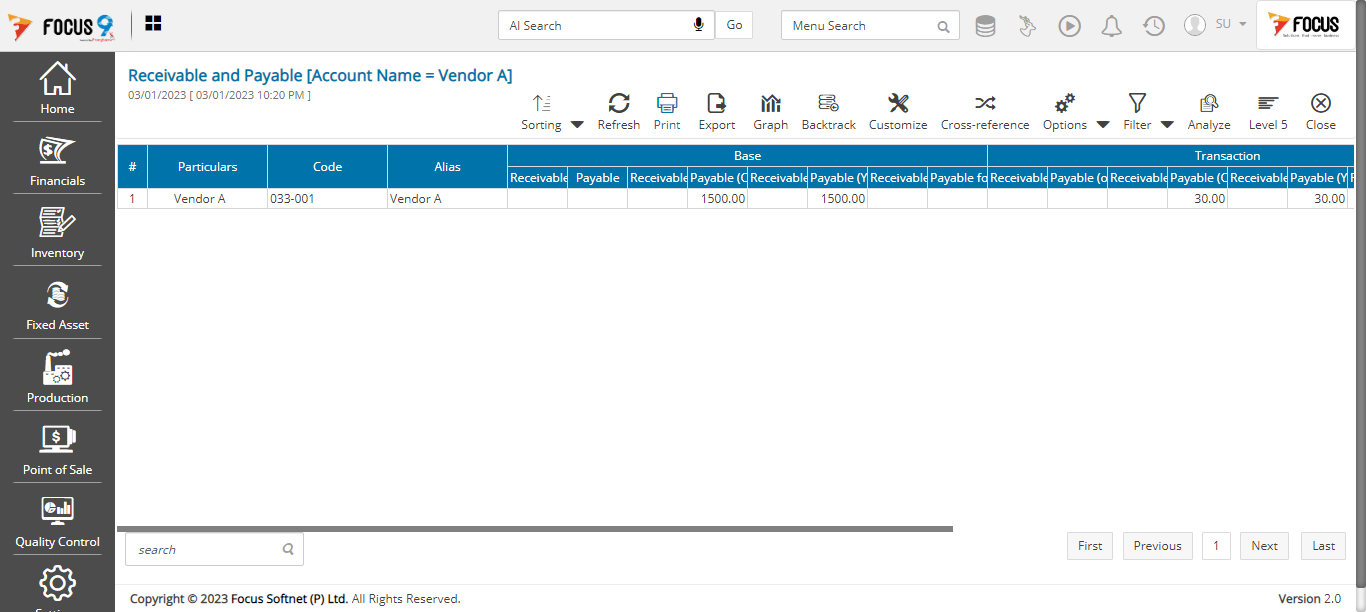 FOCUS 9
AI Search
Go
Menu Search
SU
FOCUS
Home
Financials
Inventory
Fixed Asset
Production
Point of Sale
Quality Control
Receivable and Payable [Account Name = Vendor A]
03/01/2023 [ 03/01/2023 10:20 PM ]
Sorting Refresh Print Export Graph Backtrack Customize Cross-reference Options Filter Analyze Level 5 Close
# Particulars Code Alias Base Transaction
Receivable Payable Receivable Payable (C Receivable Payable (Y Receivable Payable fo Receivable Payable (o Receivable Payable (C Receivable Payable (Y
1 Vendor A 033-001 Vendor A 1500.00 1500.00 30.00 30.00
search
First Previous 1 Next Last
Copyright © 2023 Focus Softnet (P) Ltd. All Rights Reserved.
Version 2.0